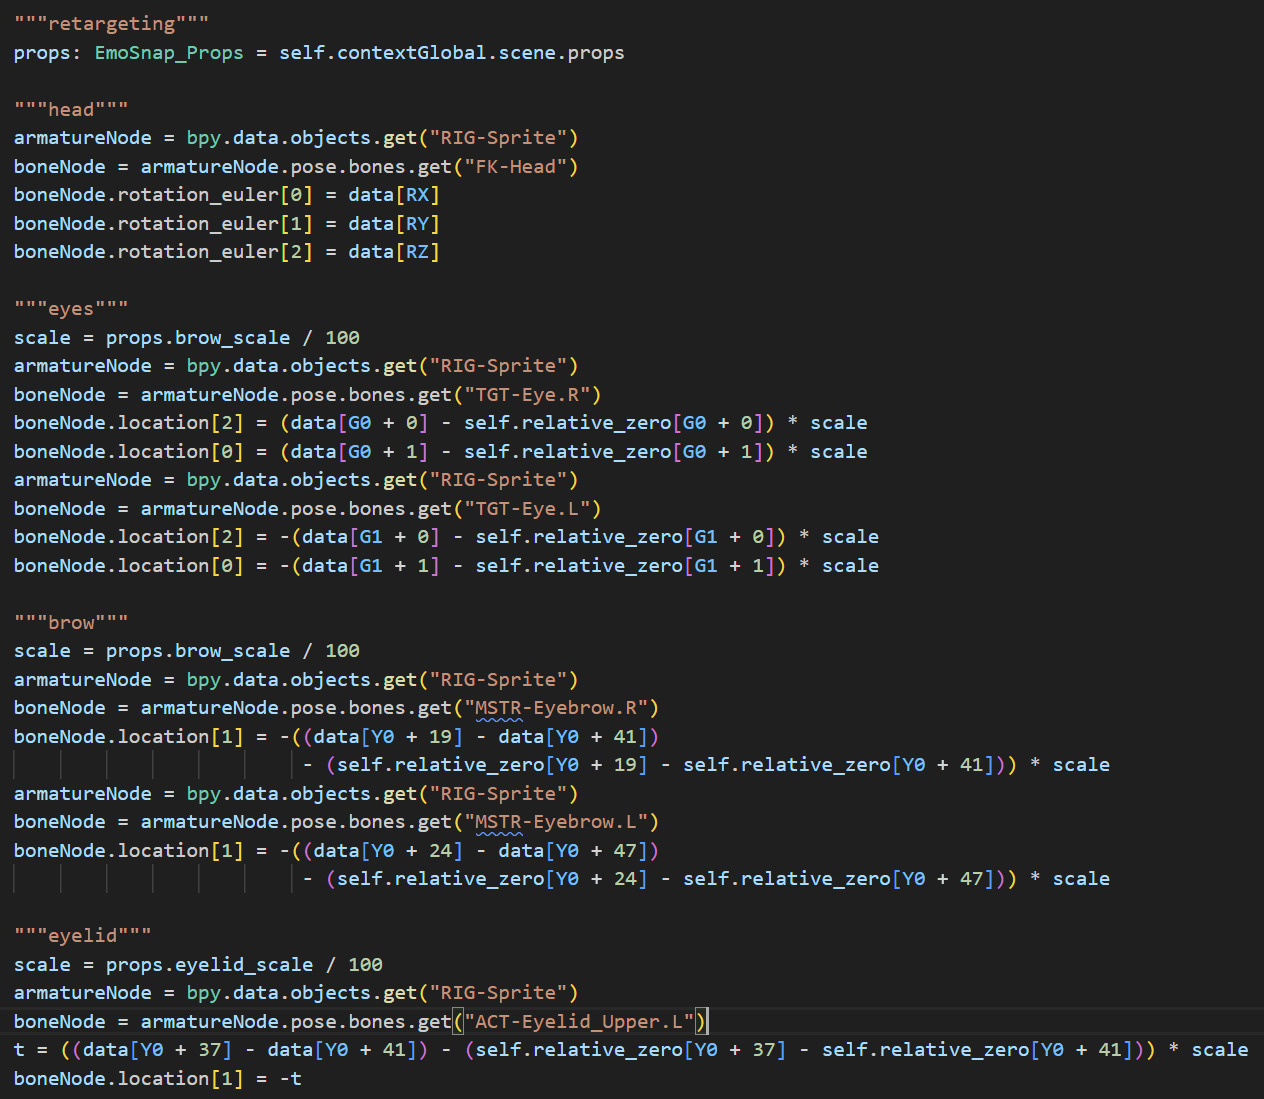 """retargeting"""
props: EmoSnap_Props = self.contextGlobal.scene.props
"""head"""
armatureNode = bpy.data.objects.get("RIG-Sprite")
boneNode = armatureNode.pose.bones.get("FK-Head")
boneNode.rotation_euler[0] = data[RX]
boneNode.rotation_euler[1] = data[RY]
boneNode.rotation_euler[2] = data[RZ]
"""eyes"""
scale = props.brow_scale / 100
armatureNode = bpy.data.objects.get("RIG-Sprite")
boneNode = armatureNode.pose.bones.get("TGT-Eye.R")
boneNode.location[2] = (data[G0 + 0] - self.relative_zero[G0 + 0]) * scale
boneNode.location[0] = (data[G0 + 1] - self.relative_zero[G0 + 1]) * scale
armatureNode = bpy.data.objects.get("RIG-Sprite")
boneNode = armatureNode.pose.bones.get("TGT-Eye.L")
boneNode.location[2] = -(data[G1 + 0] - self.relative_zero[G1 + 0]) * scale
boneNode.location[0] = -(data[G1 + 1] - self.relative_zero[G1 + 1]) * scale
"""brow"""
scale = props.brow_scale / 100
armatureNode = bpy.data.objects.get("RIG-Sprite")
boneNode = armatureNode.pose.bones.get("MSTR-Eyebrow.R")
boneNode.location[1] = -((data[Y0 + 19] - data[Y0 + 41])
- (self.relative_zero[Y0 + 19] - self.relative_zero[Y0 + 41])) * scale
armatureNode = bpy.data.objects.get("RIG-Sprite")
boneNode = armatureNode.pose.bones.get("MSTR-Eyebrow.L")
boneNode.location[1] = -((data[Y0 + 24] - data[Y0 + 47])
- (self.relative_zero[Y0 + 24] - self.relative_zero[Y0 + 47])) * scale
"""eyelid"""
scale = props.eyelid_scale / 100
armatureNode = bpy.data.objects.get("RIG-Sprite")
boneNode = armatureNode.pose.bones.get("ACT-Eyelid_Upper.L")
t = ((data[Y0 + 37] - data[Y0 + 41]) - (self.relative_zero[Y0 + 37] - self.relative_zero[Y0 + 41])) * scale
boneNode.location[1] = -t